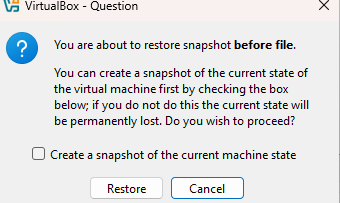 VirtualBox - Question
You are about to restore snapshot before file.
You can create a snapshot of the current state of
the virtual machine first by checking the box
below; if you do not do this the current state will
be permanently lost. Do you wish to proceed?
Create a snapshot of the current machine state
Restore
Cancel